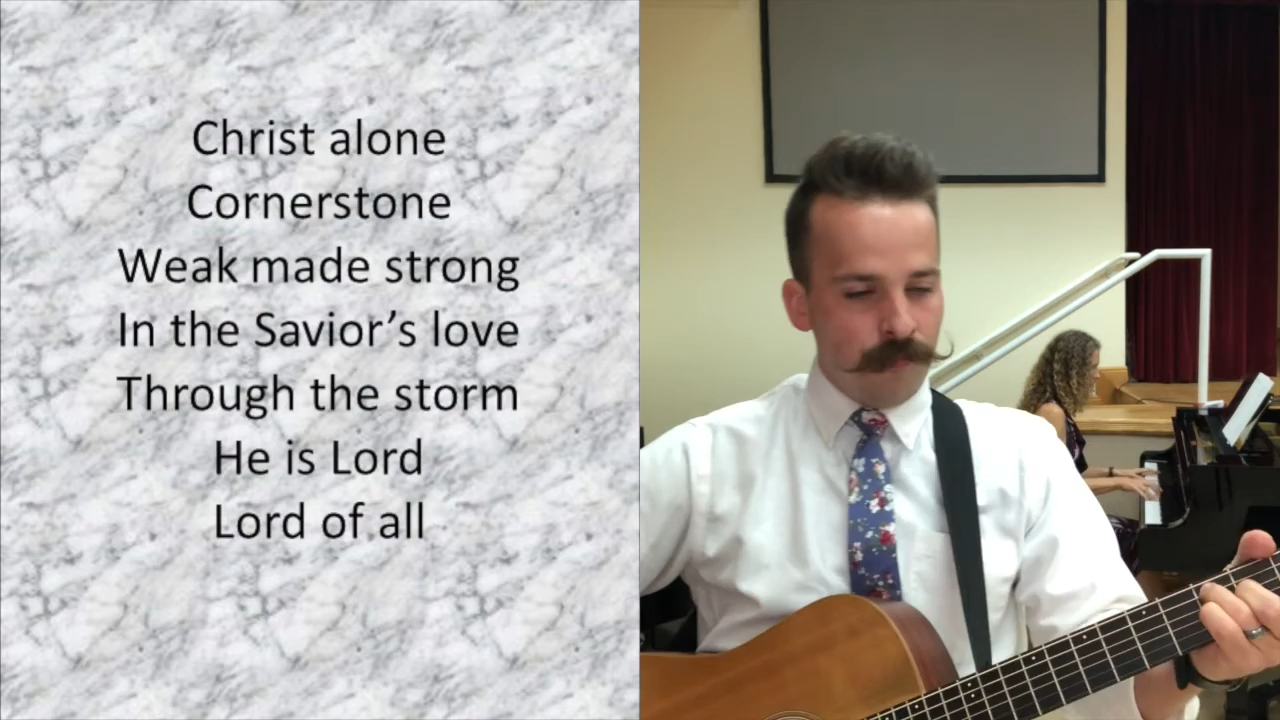 Christ alone
Cornerstone
Weak made strong
In the Savior’s love
Through the storm
He is Lord
Lord of all